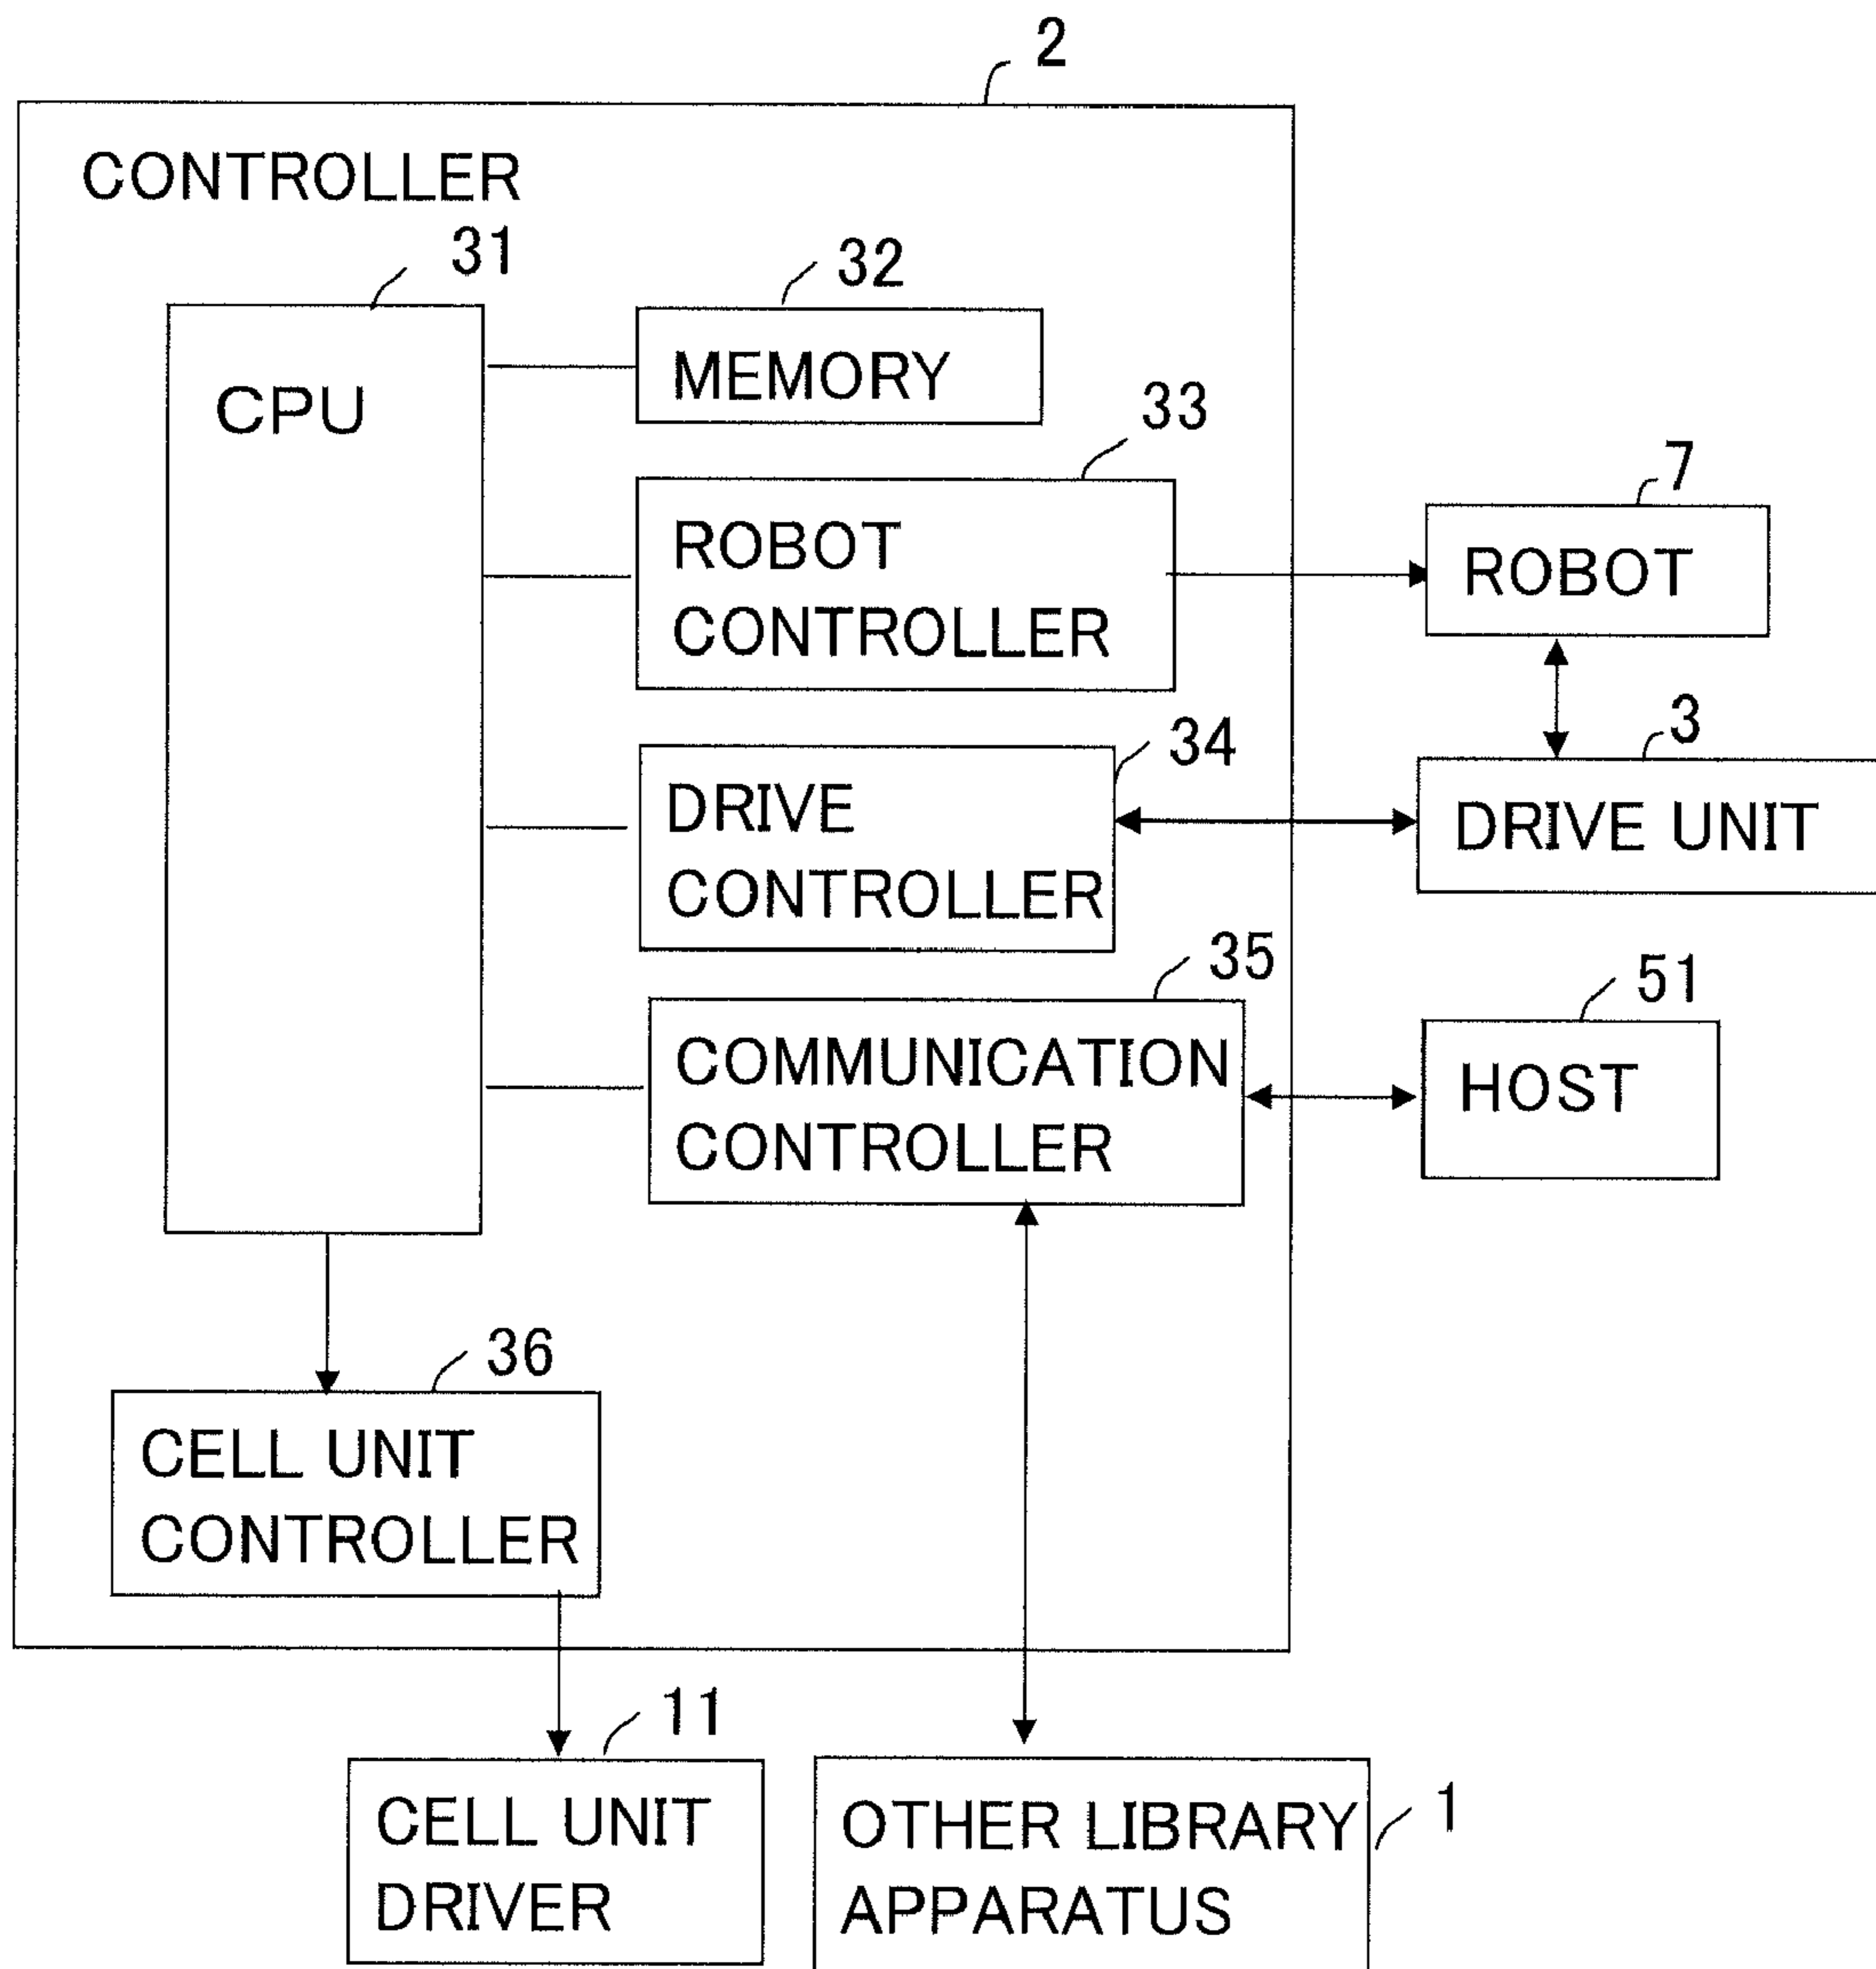 2
CONTROLLER
31
32
CPU
MEMORY
33
ROBOT
CONTROLLER
7
ROBOT
34
DRIVE
CONTROLLER
3
DRIVE UNIT
35
COMMUNICATION
CONTROLLER
51
HOST
36
CELL UNIT
CONTROLLER
11
CELL UNIT
DRIVER
OTHER LIBRARY
APPARATUS
1